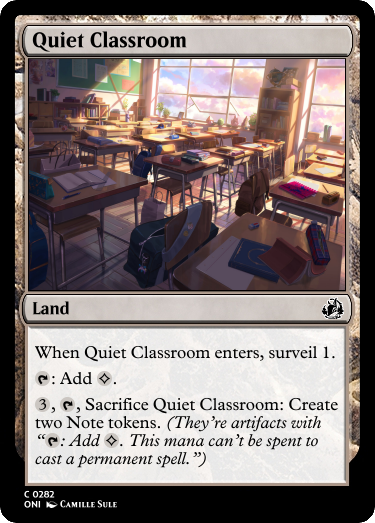 Quiet Classroom
Land
When Quiet Classroom enters, surveil 1.
: Add .
3, , Sacrifice Quiet Classroom: Create
two Note tokens. (They're artifacts with
“: Add . This mana can't be spent to
cast a permanent spell.”)
C 0282
ONI Camille Sule